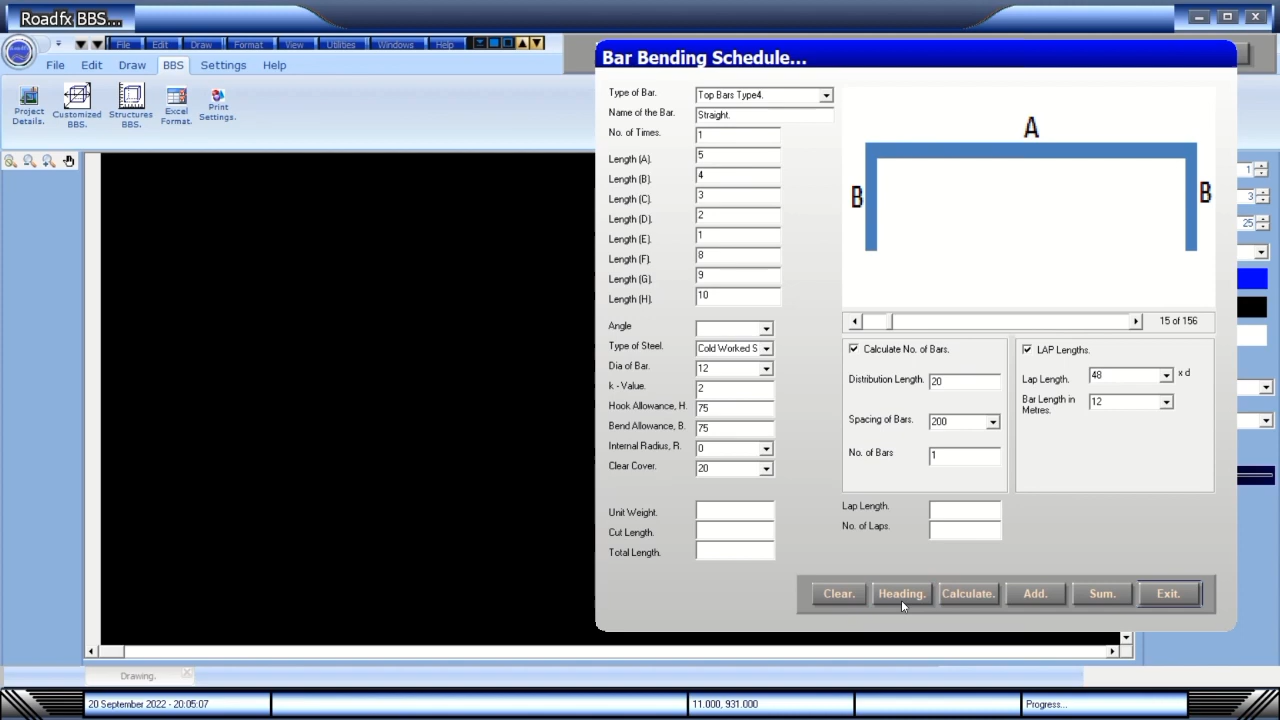 Roadfx BBS...
File Edit Draw Format View Utilities Windows Help
File Edit Draw BBS Settings Help
Project Details.
Customized BBS.
Structures BBS.
Excel Format.
Print Settings.
Bar Bending Schedule...
Type of Bar. Top Bars Type4.
Name of the Bar. Straight.
No. of Times. 1
Length (A). 5
Length (B). 4
Length (C). 3
Length (D). 2
Length (E). 1
Length (F). 8
Length (G). 9
Length (H). 10
Angle
Type of Steel. Cold Worked S
Dia of Bar. 12
k - Value. 2
Hook Allowance, H. 75
Bend Allowance, B. 75
Internal Radius, R. 0
Clear Cover. 20
Unit Weight.
Cut Length.
Total Length.
A
B B
15 of 156
Calculate No. of Bars.
Distribution Length. 20
Spacing of Bars. 200
No. of Bars 1
LAP Lengths.
Lap Length. 48 x d
Bar Length in Metres. 12
Lap Length.
No. of Laps.
Clear. Heading. Calculate. Add. Sum. Exit.
1
3
25
Drawing.
20 September 2022 - 20:05:07 11.000, 931.000 Progress...